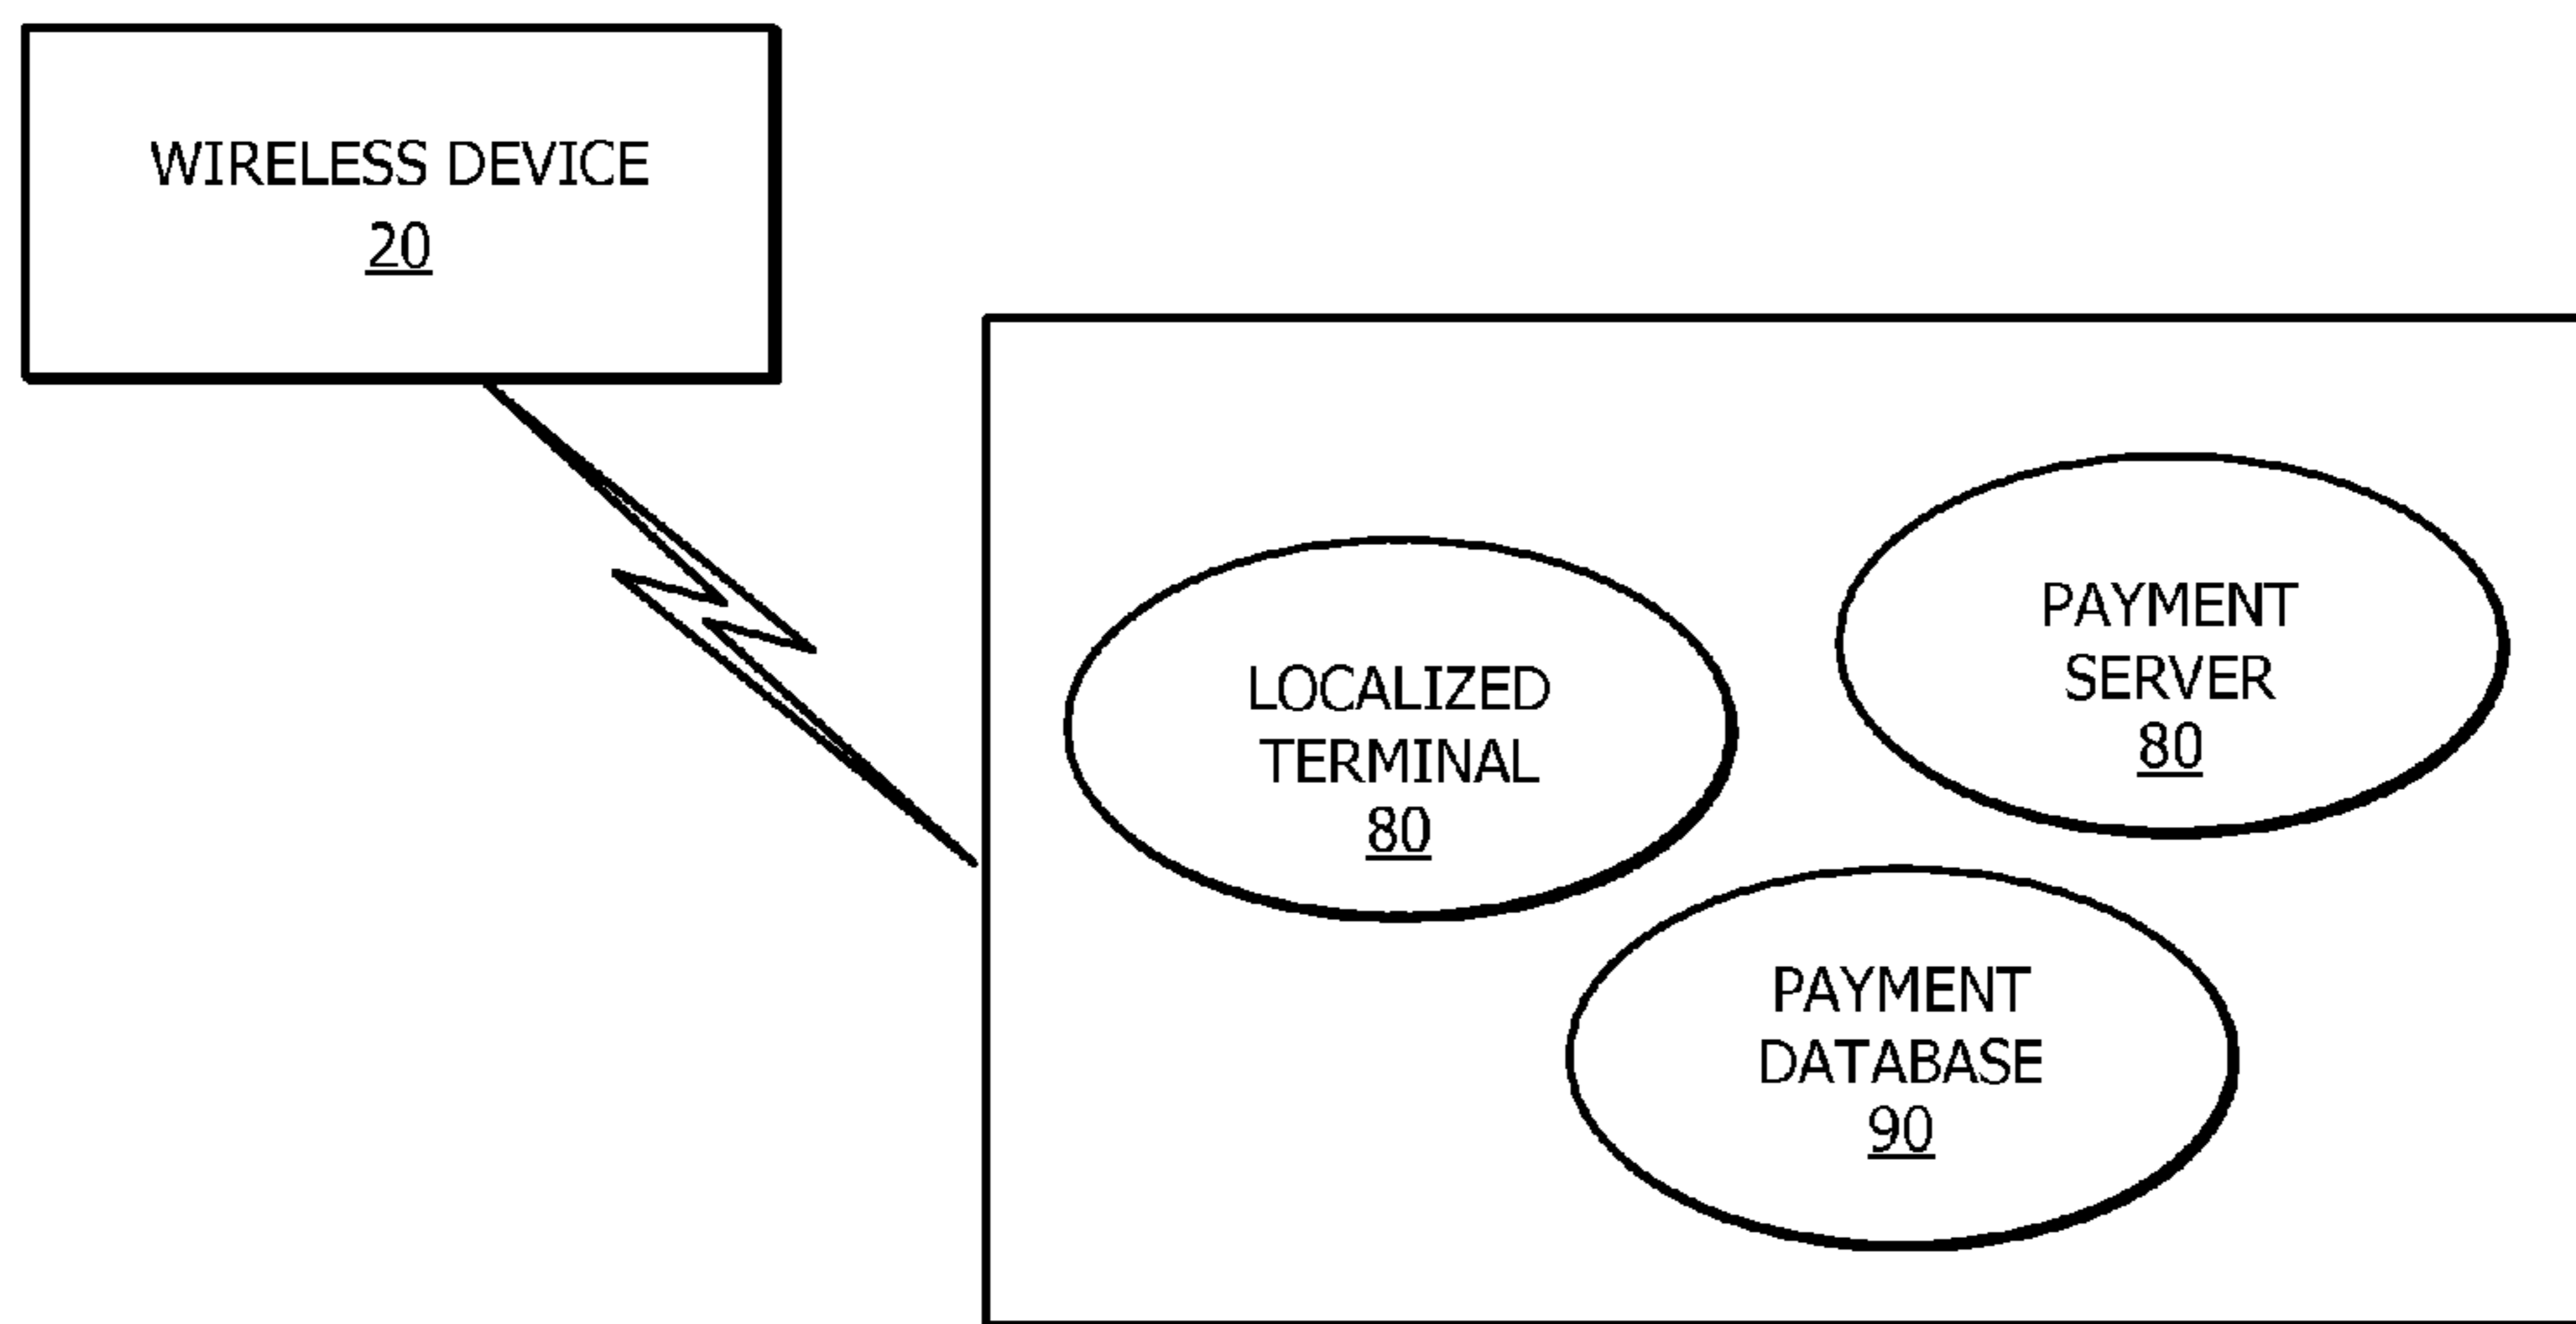 WIRELESS DEVICE
20
LOCALIZED
TERMINAL
80
PAYMENT
SERVER
80
PAYMENT
DATABASE
90